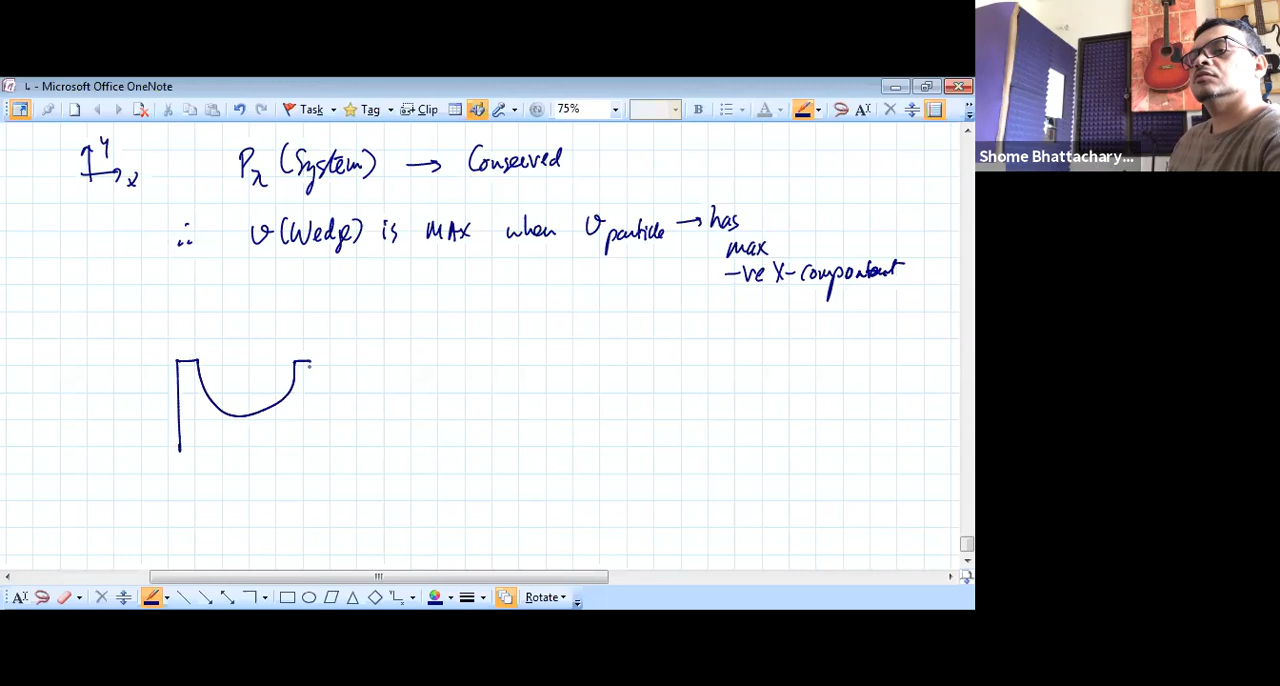 ʟ - Microsoft Office OneNote
Task Tag Clip 75% B A A
Shome Bhattachary...
Y
x
Px (System) → Conserved
∴ v (Wedge) is MAX when v particle → has
max
-ve X-component
A Rotate